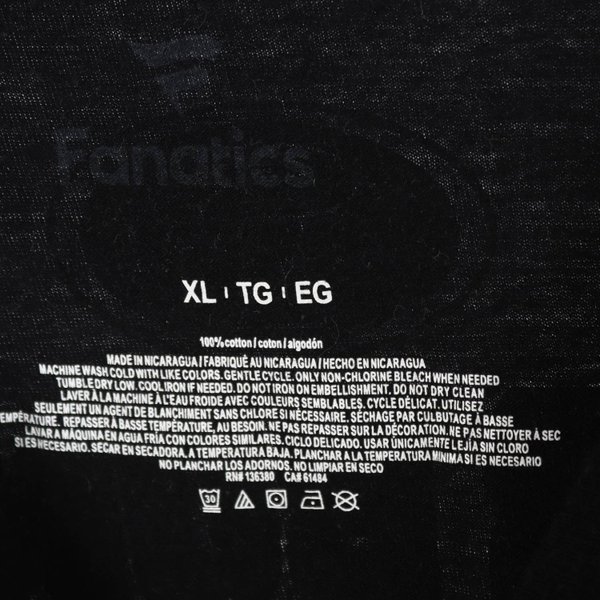 Fanatics
XL | TG | EG
100% cotton / coton / algodón
MADE IN NICARAGUA / FABRIQUÉ AU NICARAGUA / HECHO EN NICARAGUA
MACHINE WASH COLD WITH LIKE COLORS. GENTLE CYCLE. ONLY NON-CHLORINE BLEACH WHEN NEEDED
TUMBLE DRY LOW. COOL IRON IF NEEDED. DO NOT IRON ON EMBELLISHMENT. DO NOT DRY CLEAN
LAVER À LA MACHINE À L'EAU FROIDE AVEC COULEURS SEMBLABLES. CYCLE DÉLICAT. UTILISEZ
SEULEMENT UN AGENT DE BLANCHIMENT SANS CHLORE SI NÉCESSAIRE. SÉCHAGE PAR CULBUTAGE À BASSE
TEMPÉRATURE. REPASSER À BASSE TEMPÉRATURE, AU BESOIN. NE PAS REPASSER SUR LA DÉCORATION. NE PAS NETTOYER À SEC
LAVAR A MÁQUINA EN AGUA FRÍA CON COLORES SIMILARES. CICLO DELICADO. USAR ÚNICAMENTE LEJÍA SIN CLORO
SI ES NECESARIO. SECAR EN SECADORA, A TEMPERATURA BAJA. PLANCHAR A LA TEMPERATURA MÍNIMA SI ES NECESARIO
NO PLANCHAR LOS ADORNOS. NO LIMPIAR EN SECO
RN# 136380 CA# 61484
30